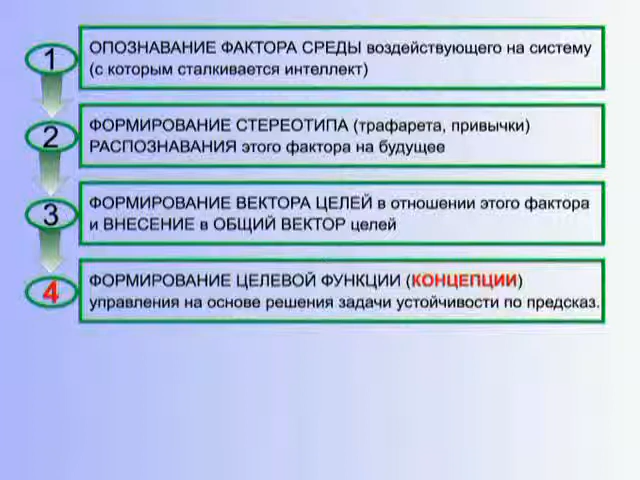 1
ОПОЗНАВАНИЕ ФАКТОРА СРЕДЫ воздействующего на систему
(с которым сталкивается интеллект)
2
ФОРМИРОВАНИЕ СТЕРЕОТИПА (трафарета, привычки)
РАСПОЗНАВАНИЯ этого фактора на будущее
3
ФОРМИРОВАНИЕ ВЕКТОРА ЦЕЛЕЙ в отношении этого фактора
и ВНЕСЕНИЕ в ОБЩИЙ ВЕКТОР целей
4
ФОРМИРОВАНИЕ ЦЕЛЕВОЙ ФУНКЦИИ (КОНЦЕПЦИИ)
управления на основе решения задачи устойчивости по предсказ.